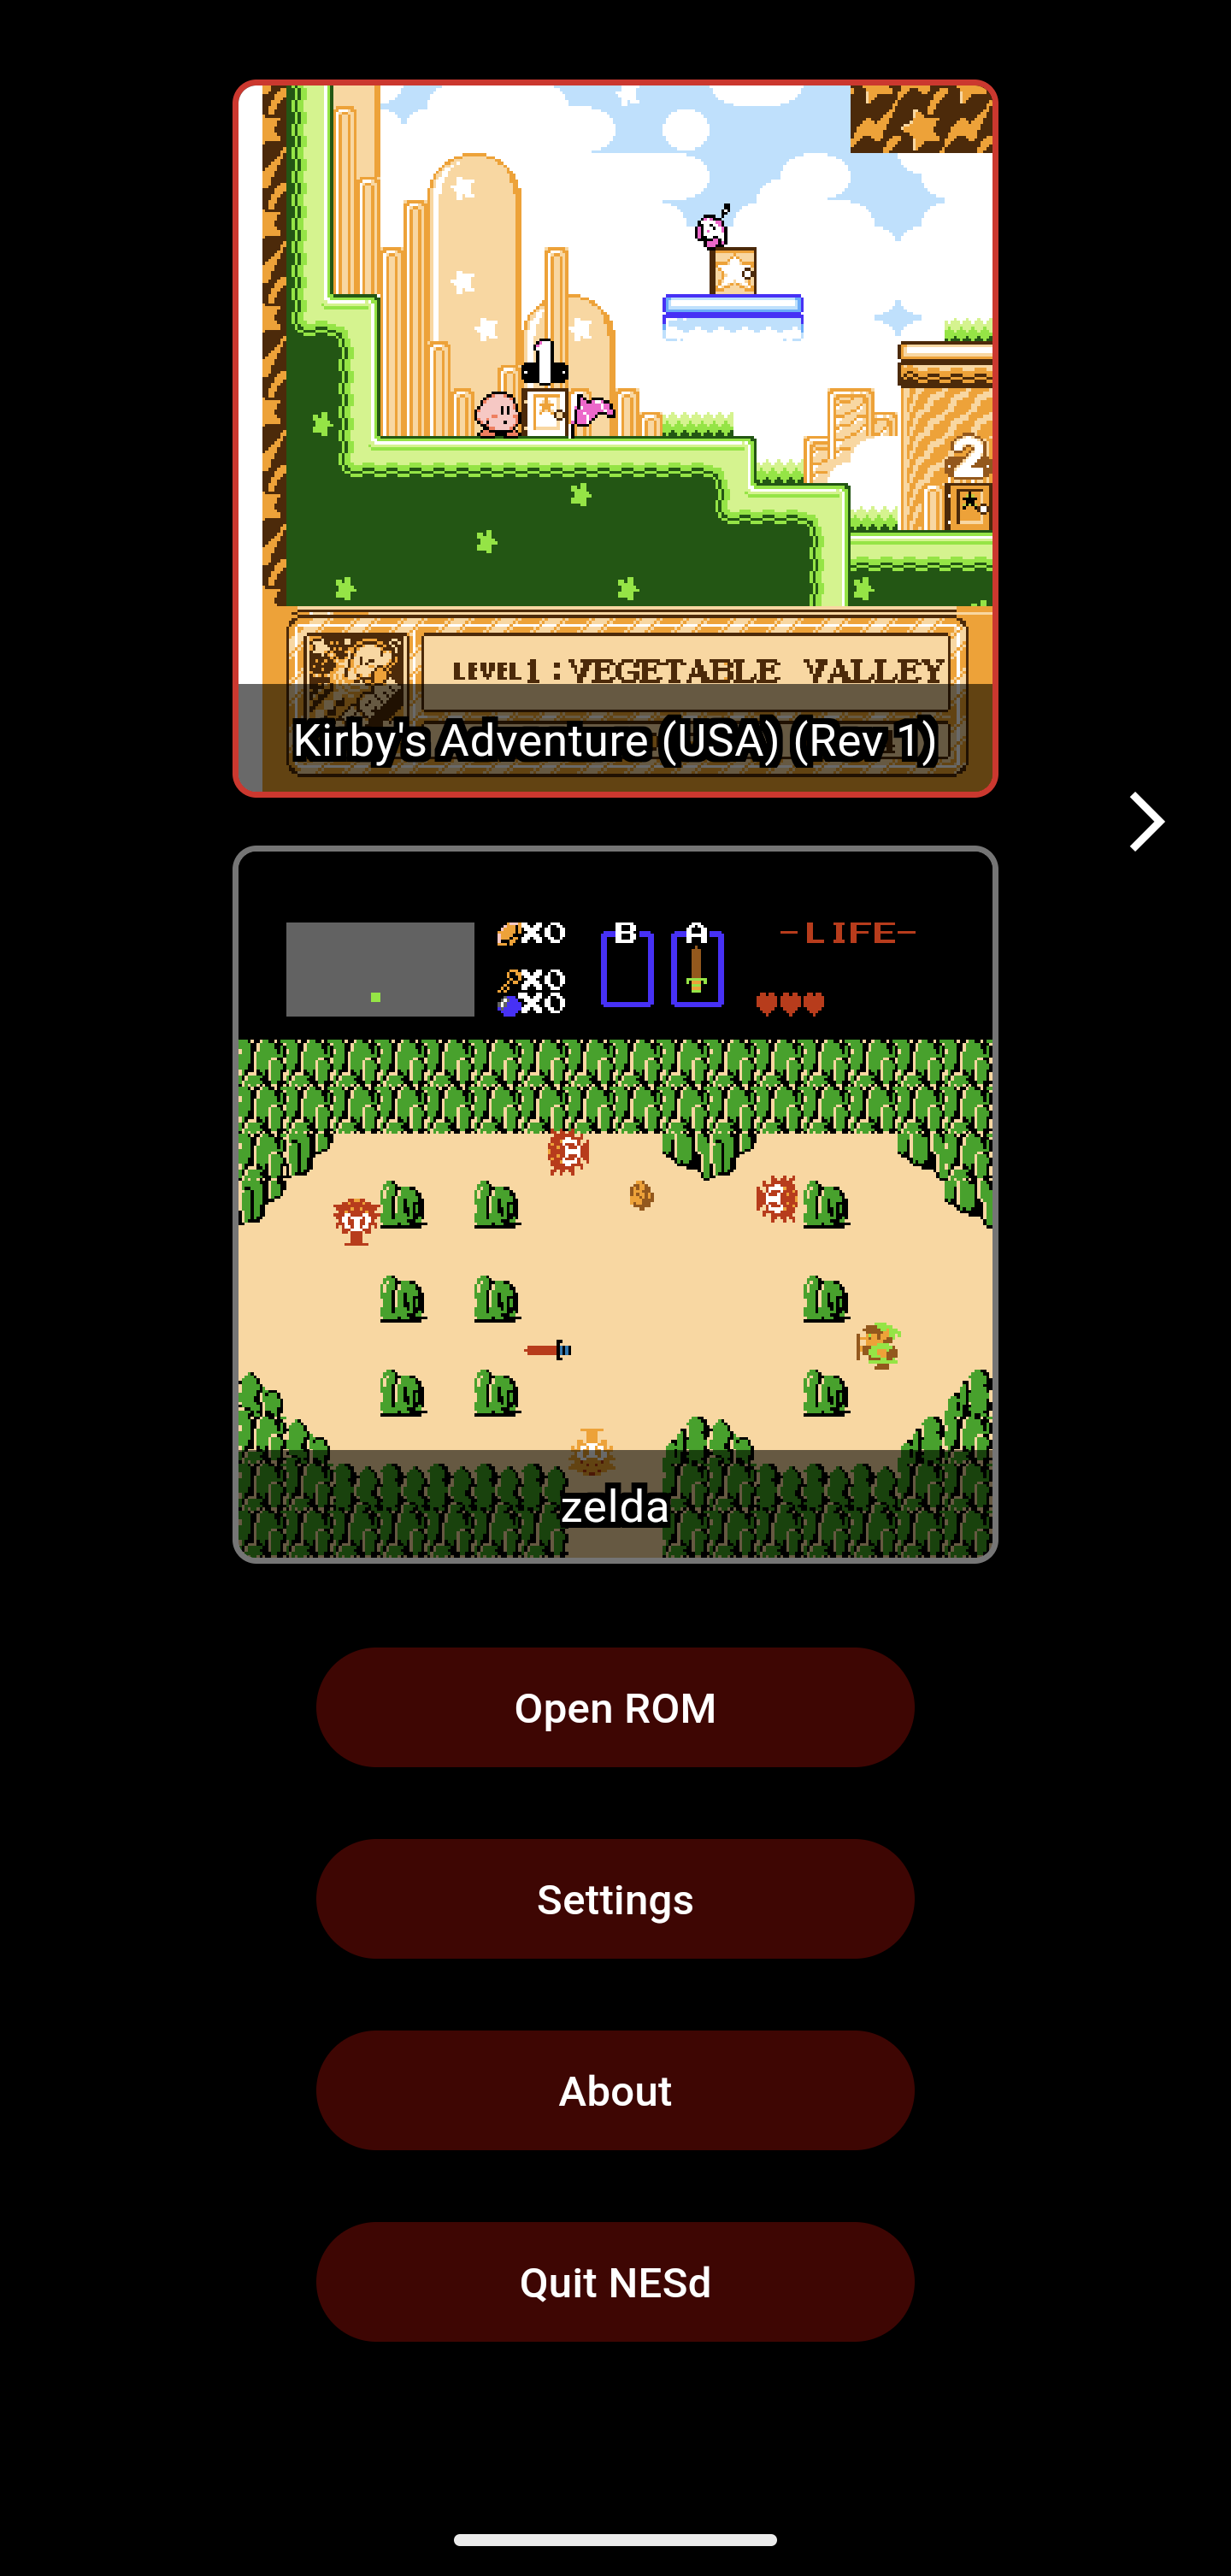 1
2
LEVEL 1 : VEGETABLE VALLEY
Kirby's Adventure (USA) (Rev 1)
X0 B A -LIFE-
X0
X0
zelda
Open ROM
Settings
About
Quit NESd